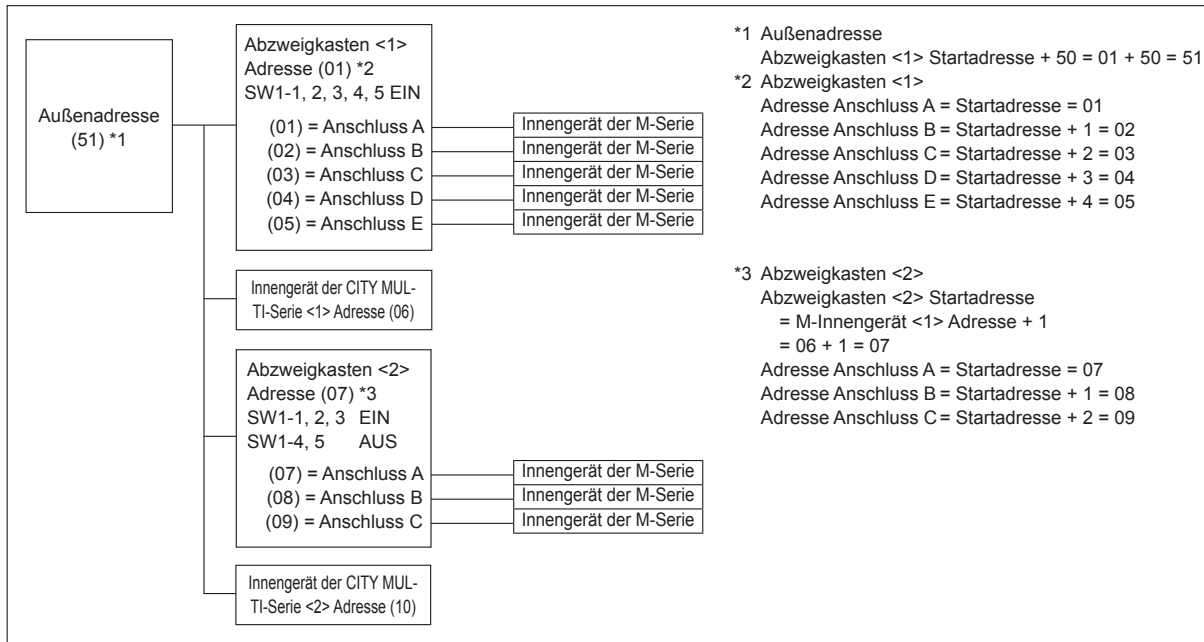 Außenadresse
(51) *1
Abzweigkasten <1>
Adresse (01) *2
SW1-1, 2, 3, 4, 5 EIN
(01) = Anschluss A
(02) = Anschluss B
(03) = Anschluss C
(04) = Anschluss D
(05) = Anschluss E
Innengerät der M-Serie
Innengerät der M-Serie
Innengerät der M-Serie
Innengerät der M-Serie
Innengerät der M-Serie
Innengerät der CITY MUL-
TI-Serie <1> Adresse (06)
Abzweigkasten <2>
Adresse (07) *3
SW1-1, 2, 3 EIN
SW1-4, 5 AUS
(07) = Anschluss A
(08) = Anschluss B
(09) = Anschluss C
Innengerät der M-Serie
Innengerät der M-Serie
Innengerät der M-Serie
Innengerät der CITY MUL-
TI-Serie <2> Adresse (10)
*1 Außenadresse
Abzweigkasten <1> Startadresse + 50 = 01 + 50 = 51
*2 Abzweigkasten <1>
Adresse Anschluss A = Startadresse = 01
Adresse Anschluss B = Startadresse + 1 = 02
Adresse Anschluss C = Startadresse + 2 = 03
Adresse Anschluss D = Startadresse + 3 = 04
Adresse Anschluss E = Startadresse + 4 = 05
*3 Abzweigkasten <2>
Abzweigkasten <2> Startadresse
= M-Innengerät <1> Adresse + 1
= 06 + 1 = 07
Adresse Anschluss A = Startadresse = 07
Adresse Anschluss B = Startadresse + 1 = 08
Adresse Anschluss C = Startadresse + 2 = 09